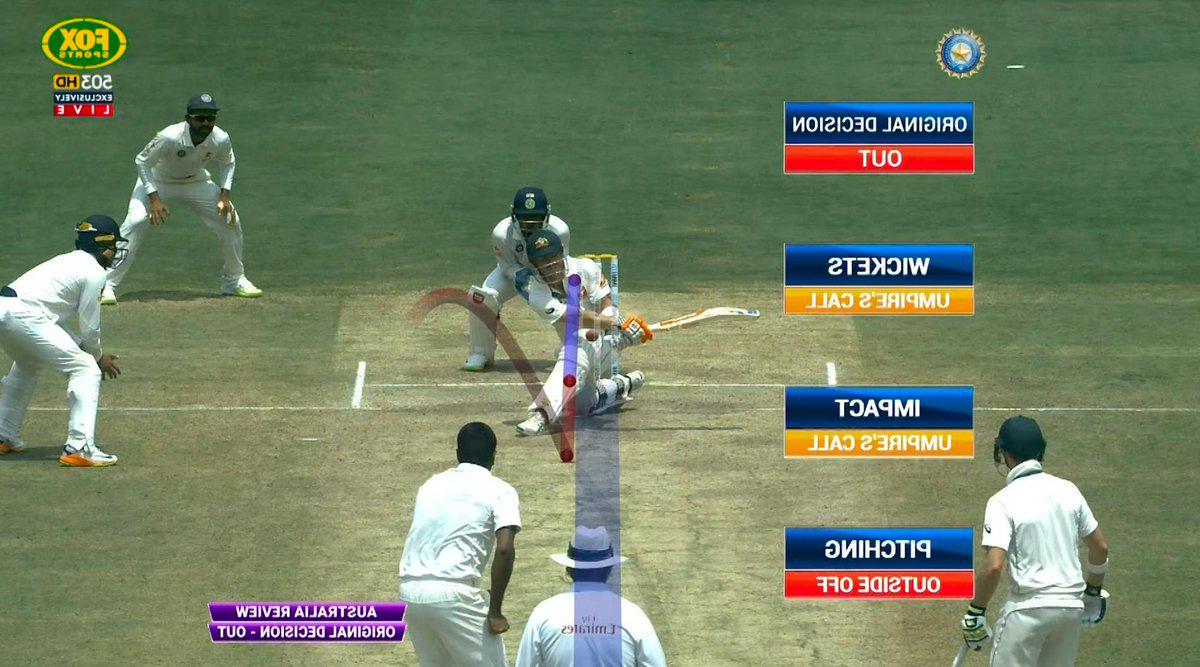 FOX
SPORTS
503 HD
EXCLUSIVELY
LIVE
ORIGINAL DECISION
OUT
WICKETS
UMPIRE'S CALL
IMPACT
UMPIRE'S CALL
PITCHING
OUTSIDE OFF
AUSTRALIA REVIEW
ORIGINAL DECISION - OUT
Fly
Emirates